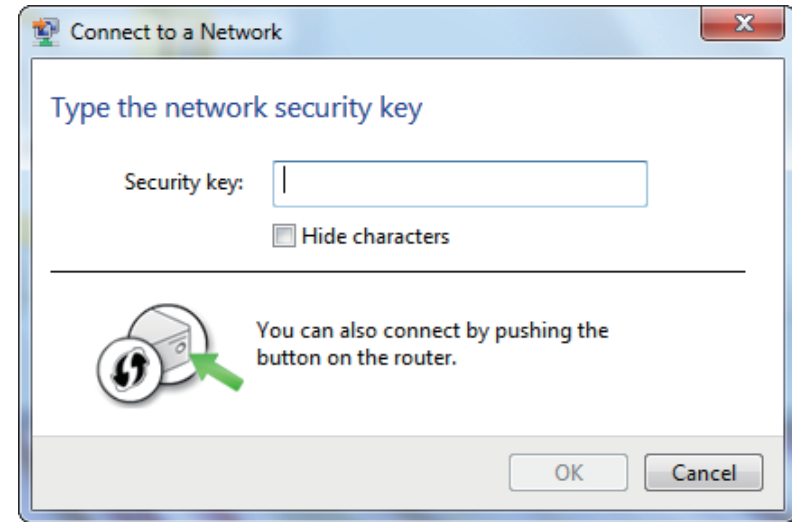 Connect to a Network
Type the network security key
Security key:
Hide characters
You can also connect by pushing the
button on the router.
OK
Cancel